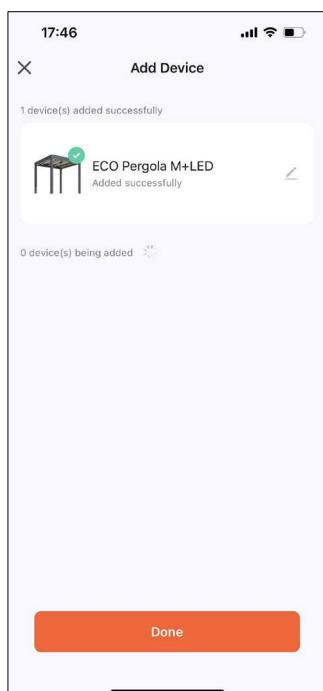 17:46
Add Device
1 device(s) added successfully
ECO Pergola M+LED
Added successfully
0 device(s) being added
Done